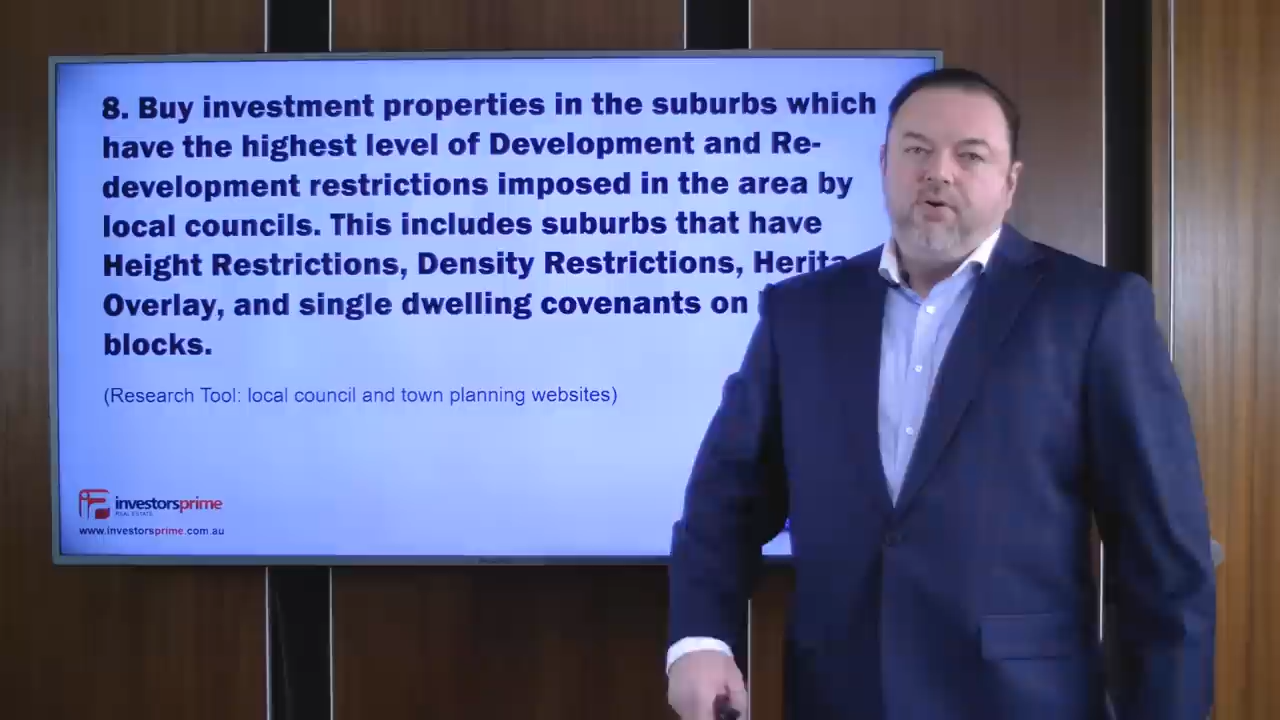 8. Buy investment properties in the suburbs which
have the highest level of Development and Re-
development restrictions imposed in the area by
local councils. This includes suburbs that have
Height Restrictions, Density Restrictions,
Overlay, and single dwelling covenants on
blocks.
(Research Tool: local council and town planning websites)
investorsprime
REAL ESTATE
www.investorsprime.com.au